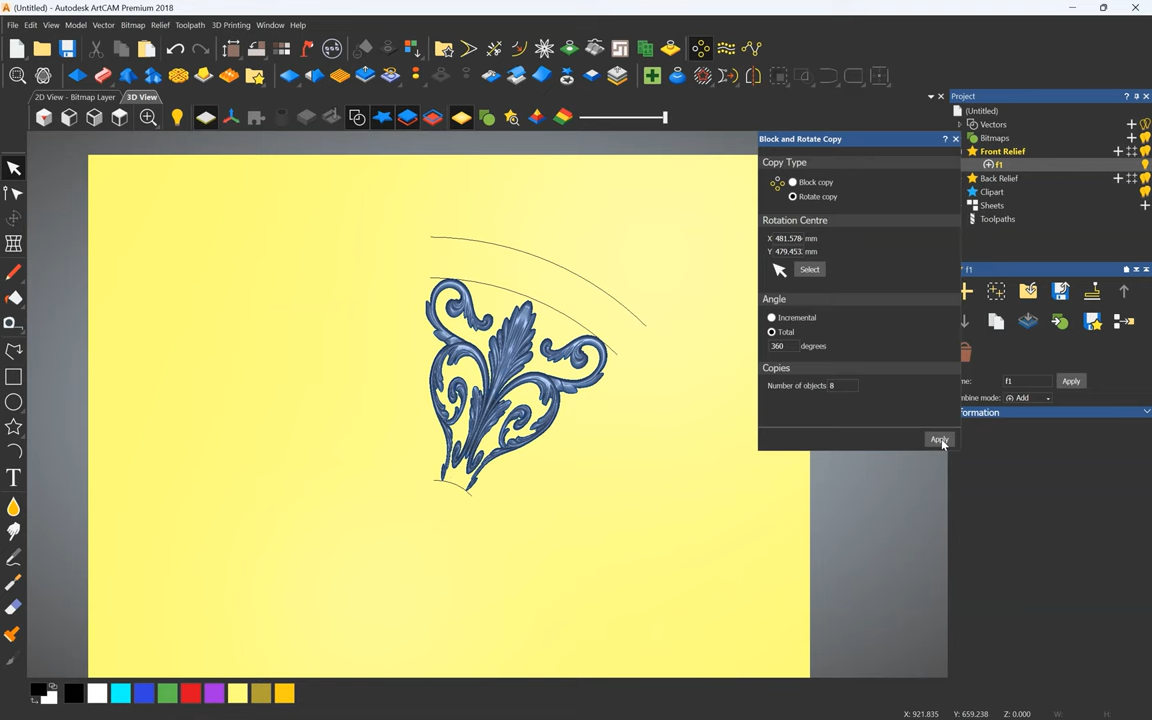 (Untitled) - Autodesk ArtCAM Premium 2018
File Edit View Model Vector Bitmap Relief Toolpath 3D Printing Window Help
2D View - Bitmap Layer
3D View
Project
(Untitled)
Vectors
Bitmaps
Front Relief
f1
Back Relief
Clipart
Sheets
Toolpaths
Block and Rotate Copy
Copy Type
Block copy
Rotate copy
Rotation Centre
X 481.578 mm
Y 479.453 mm
Select
Angle
Incremental
Total
360 degrees
Copies
Number of objects 8
Apply
f1
me: f1 Apply
mbine mode: Add
formation
T
X: 921.835 Y: 659.238 Z: 0.000 W: H: